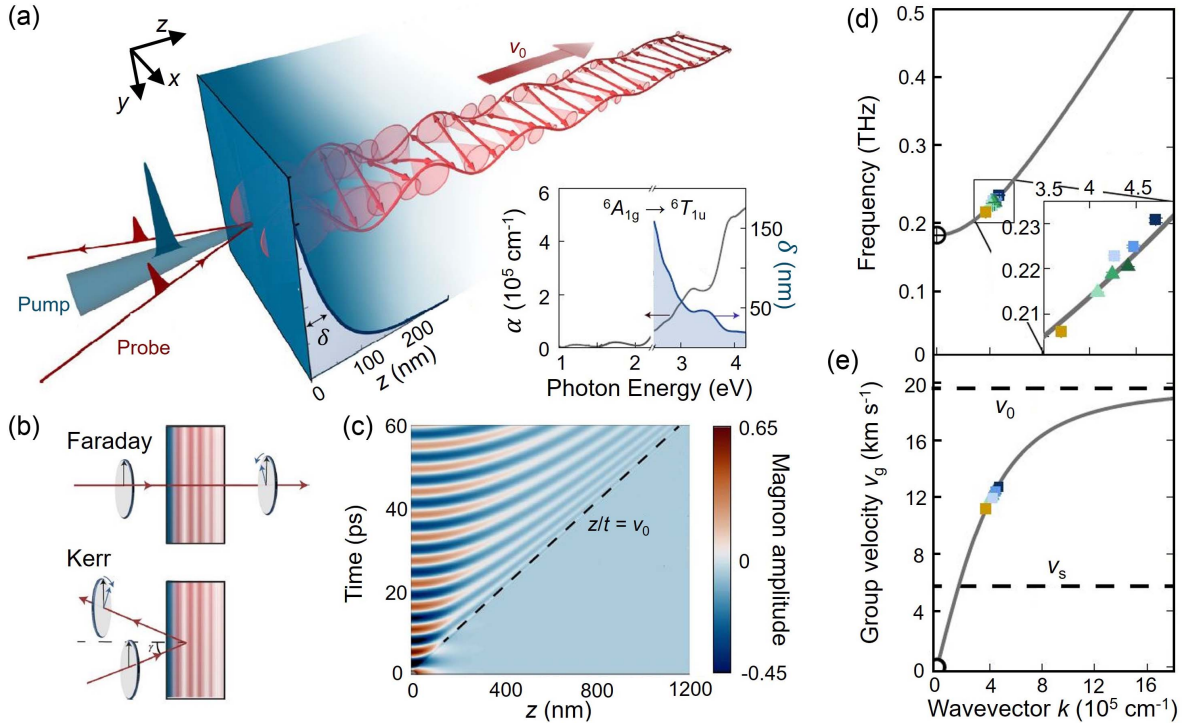 (a)
z
x
y
v₀
Pump
Probe
δ
0
100
200
z (nm)
⁶A₁g → ⁶T₁u
α (10⁵ cm⁻¹)
6
4
2
0
δ (nm)
150
50
1 2 3 4
Photon Energy (eV)
(b)
Faraday
Kerr
γ
(c)
Time (ps)
60
40
20
0
z/t = v₀
0 400 800 1200
z (nm)
0.65
0
-0.45
Magnon amplitude
(d)
Frequency (THz)
0.5
0.4
0.3
0.2
0.1
0
3.5 4 4.5
0.23
0.22
0.21
(e)
Group velocity vg (km s⁻¹)
20
16
12
8
4
0
v₀
vₛ
0 4 8 12 16
Wavevector k (10⁵ cm⁻¹)